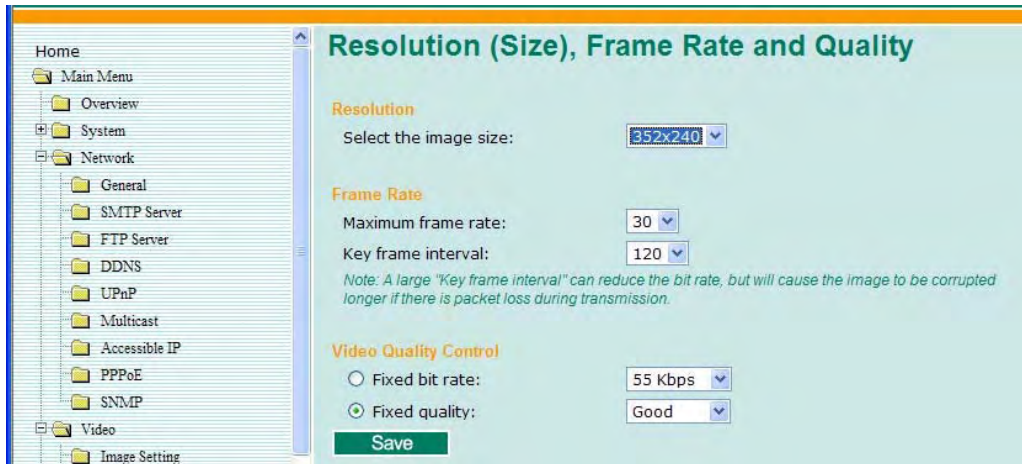 Home
Main Menu
Overview
System
Network
General
SMTP Server
FTP Server
DDNS
UPnP
Multicast
Accessible IP
PPPoE
SNMP
Video
Image Setting
Resolution (Size), Frame Rate and Quality
Resolution
Select the image size: 352x240
Frame Rate
Maximum frame rate: 30
Key frame interval: 120
Note: A large "Key frame interval" can reduce the bit rate, but will cause the image to be corrupted
longer if there is packet loss during transmission.
Video Quality Control
Fixed bit rate: 55 Kbps
Fixed quality: Good
Save